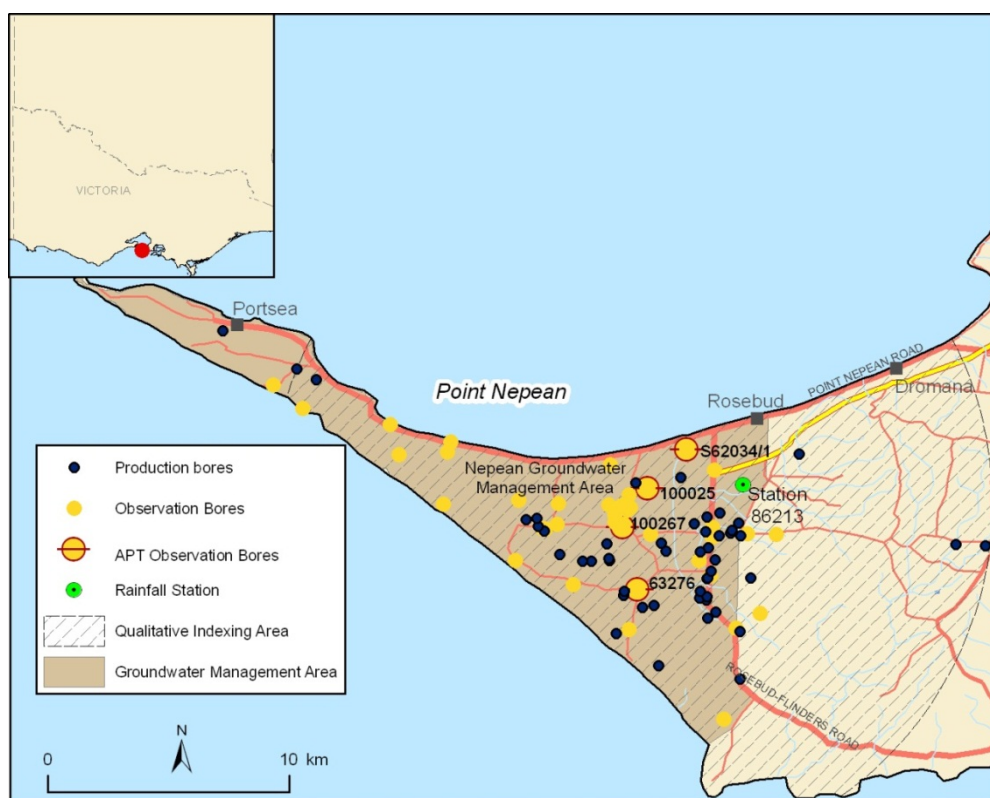 VICTORIA
Portsea
Point Nepean
POINT NEPEAN ROAD
Dromana
Rosebud
S62034/1
Nepean Groundwater
Management Area
100025
Station
86213
100267
63276
ROSEBUD-FLINDERS ROAD
Production bores
Observation Bores
APT Observation Bores
Rainfall Station
Qualitative Indexing Area
Groundwater Management Area
N
0 10 km